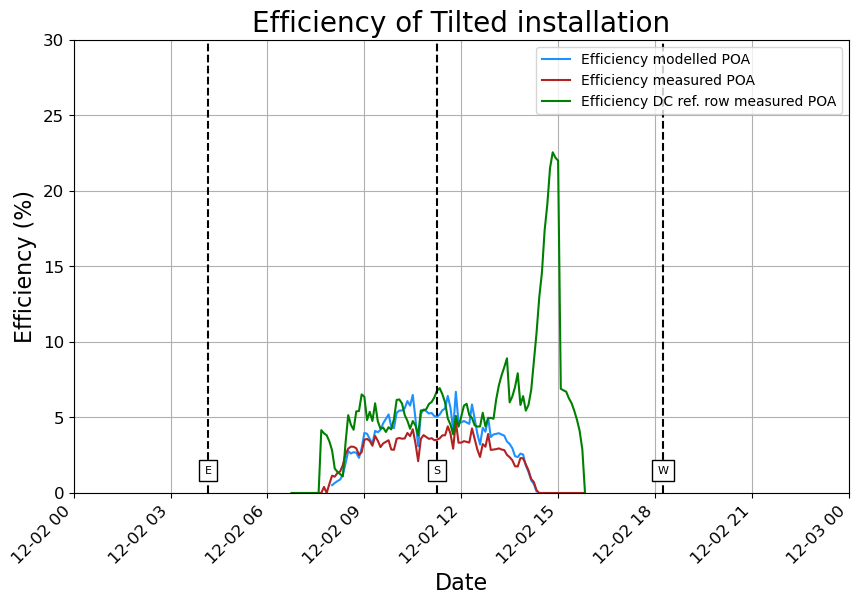 Efficiency of Tilted installation
Efficiency modelled POA
Efficiency measured POA
Efficiency DC ref. row measured POA
Efficiency (%)
30
25
20
15
10
5
0
E
S
W
12-02 00
12-02 03
12-02 06
12-02 09
12-02 12
12-02 15
12-02 18
12-02 21
12-03 00
Date